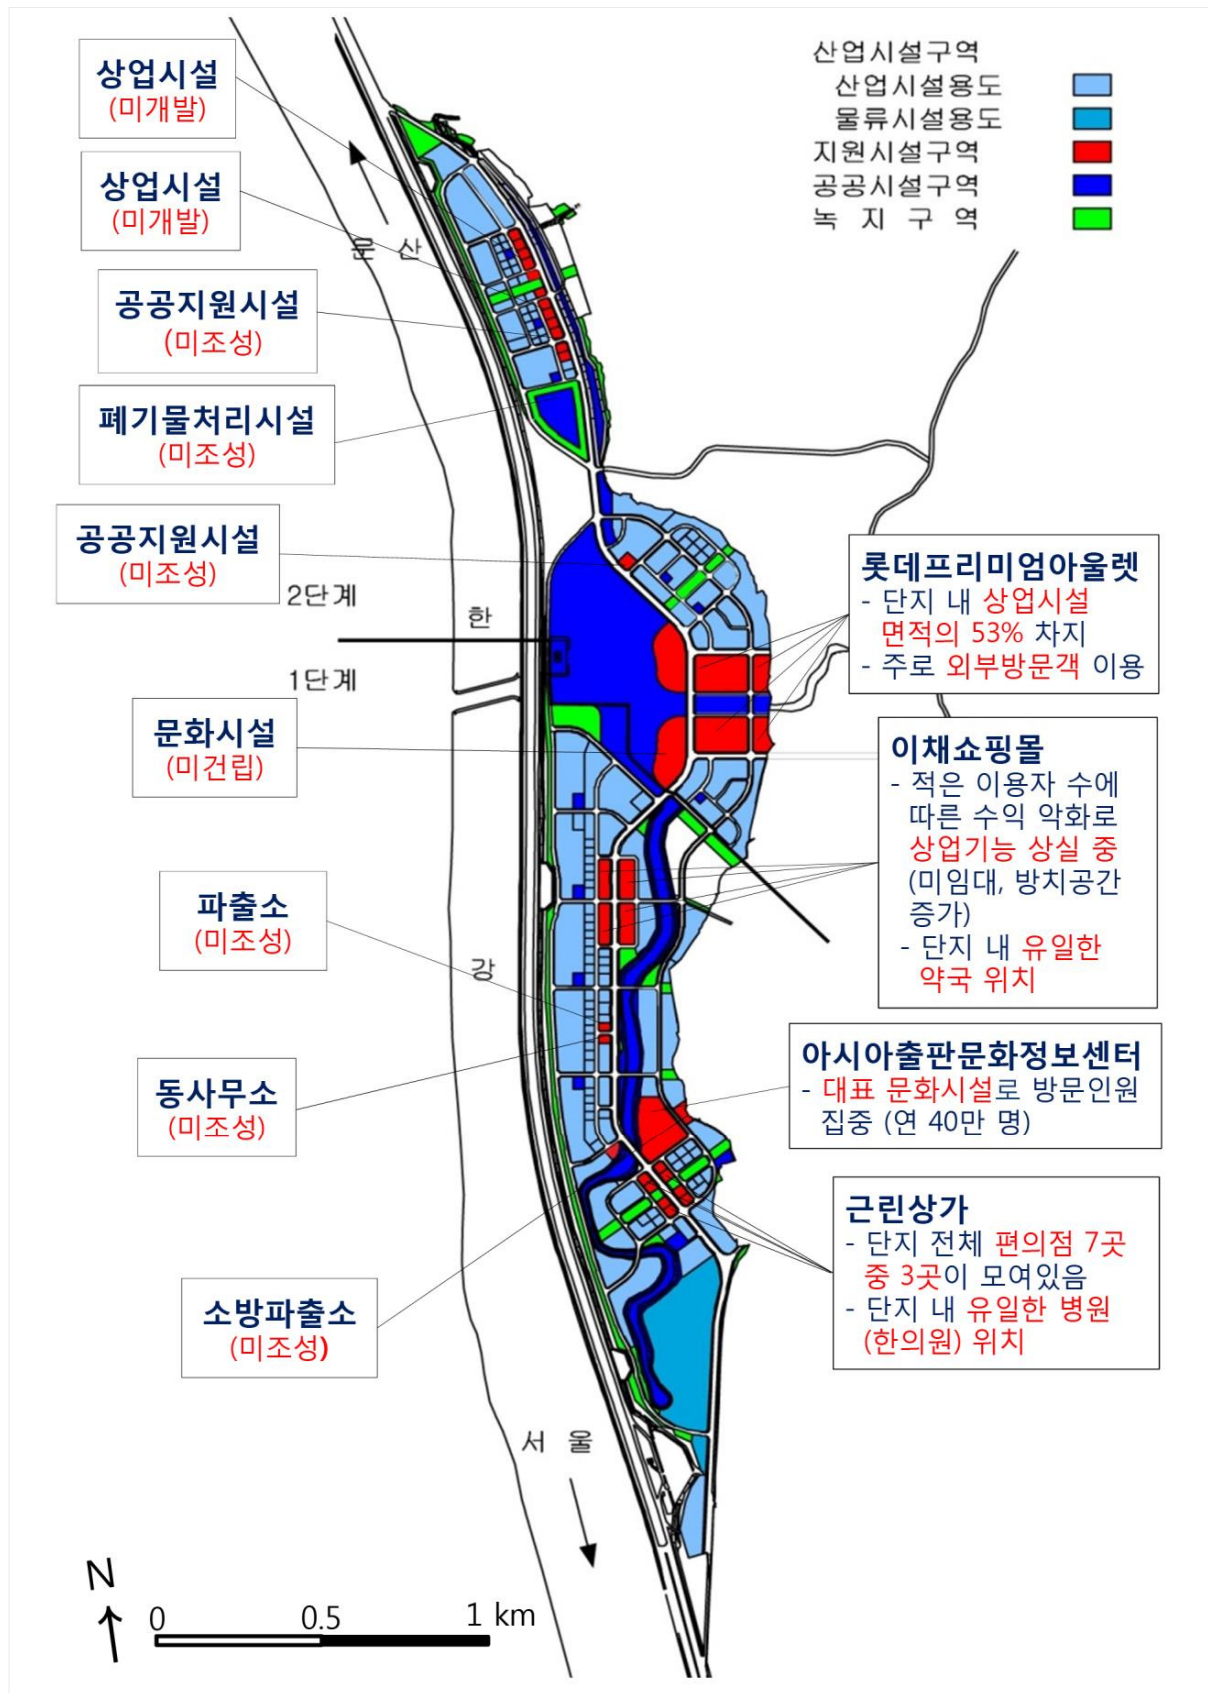 상업시설
(미개발)
상업시설
(미개발)
공공지원시설
(미조성)
폐기물처리시설
(미조성)
공공지원시설
(미조성)
2단계
1단계
문화시설
(미건립)
파출소
(미조성)
동사무소
(미조성)
소방파출소
(미조성)
문 산
한
강
서 울
산업시설구역
산업시설용도
물류시설용도
지원시설구역
공공시설구역
녹 지 구 역
롯데프리미엄아울렛
- 단지 내 상업시설
면적의 53% 차지
- 주로 외부방문객 이용
이채쇼핑몰
- 적은 이용자 수에
따른 수익 악화로
상업기능 상실 중
(미임대, 방치공간
증가)
- 단지 내 유일한
약국 위치
아시아출판문화정보센터
- 대표 문화시설로 방문인원
집중 (연 40만 명)
근린상가
- 단지 전체 편의점 7곳
중 3곳이 모여있음
- 단지 내 유일한 병원
(한의원) 위치
N
0 0.5 1 km